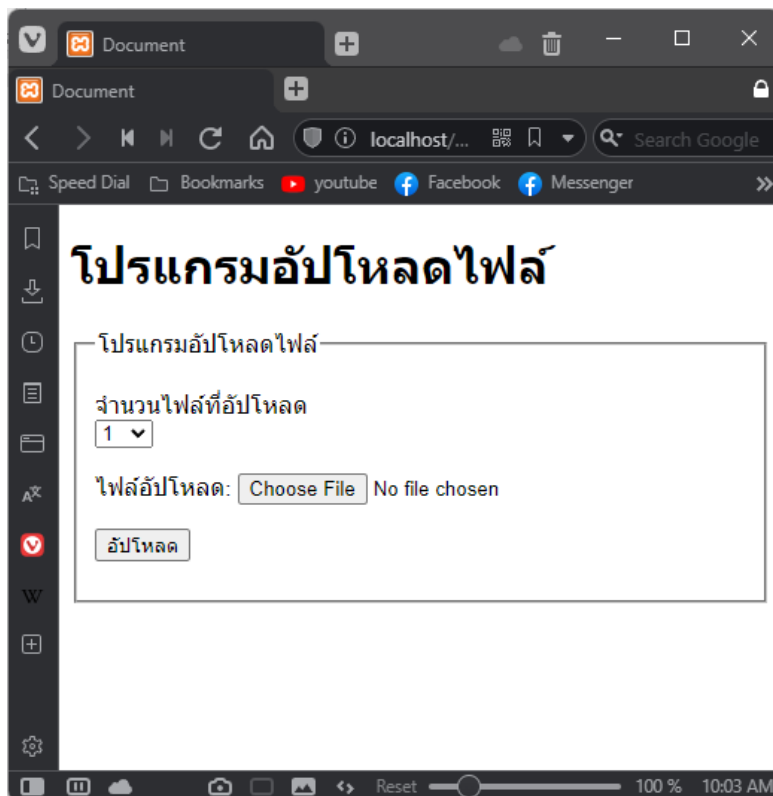 Document
Document
localhost/... Search Google
Speed Dial Bookmarks youtube Facebook Messenger
โปรแกรมอัปโหลดไฟล์
โปรแกรมอัปโหลดไฟล์
จำนวนไฟล์ที่อัปโหลด
1
ไฟล์อัปโหลด: Choose File No file chosen
อัปโหลด
Reset 100 % 10:03 AM